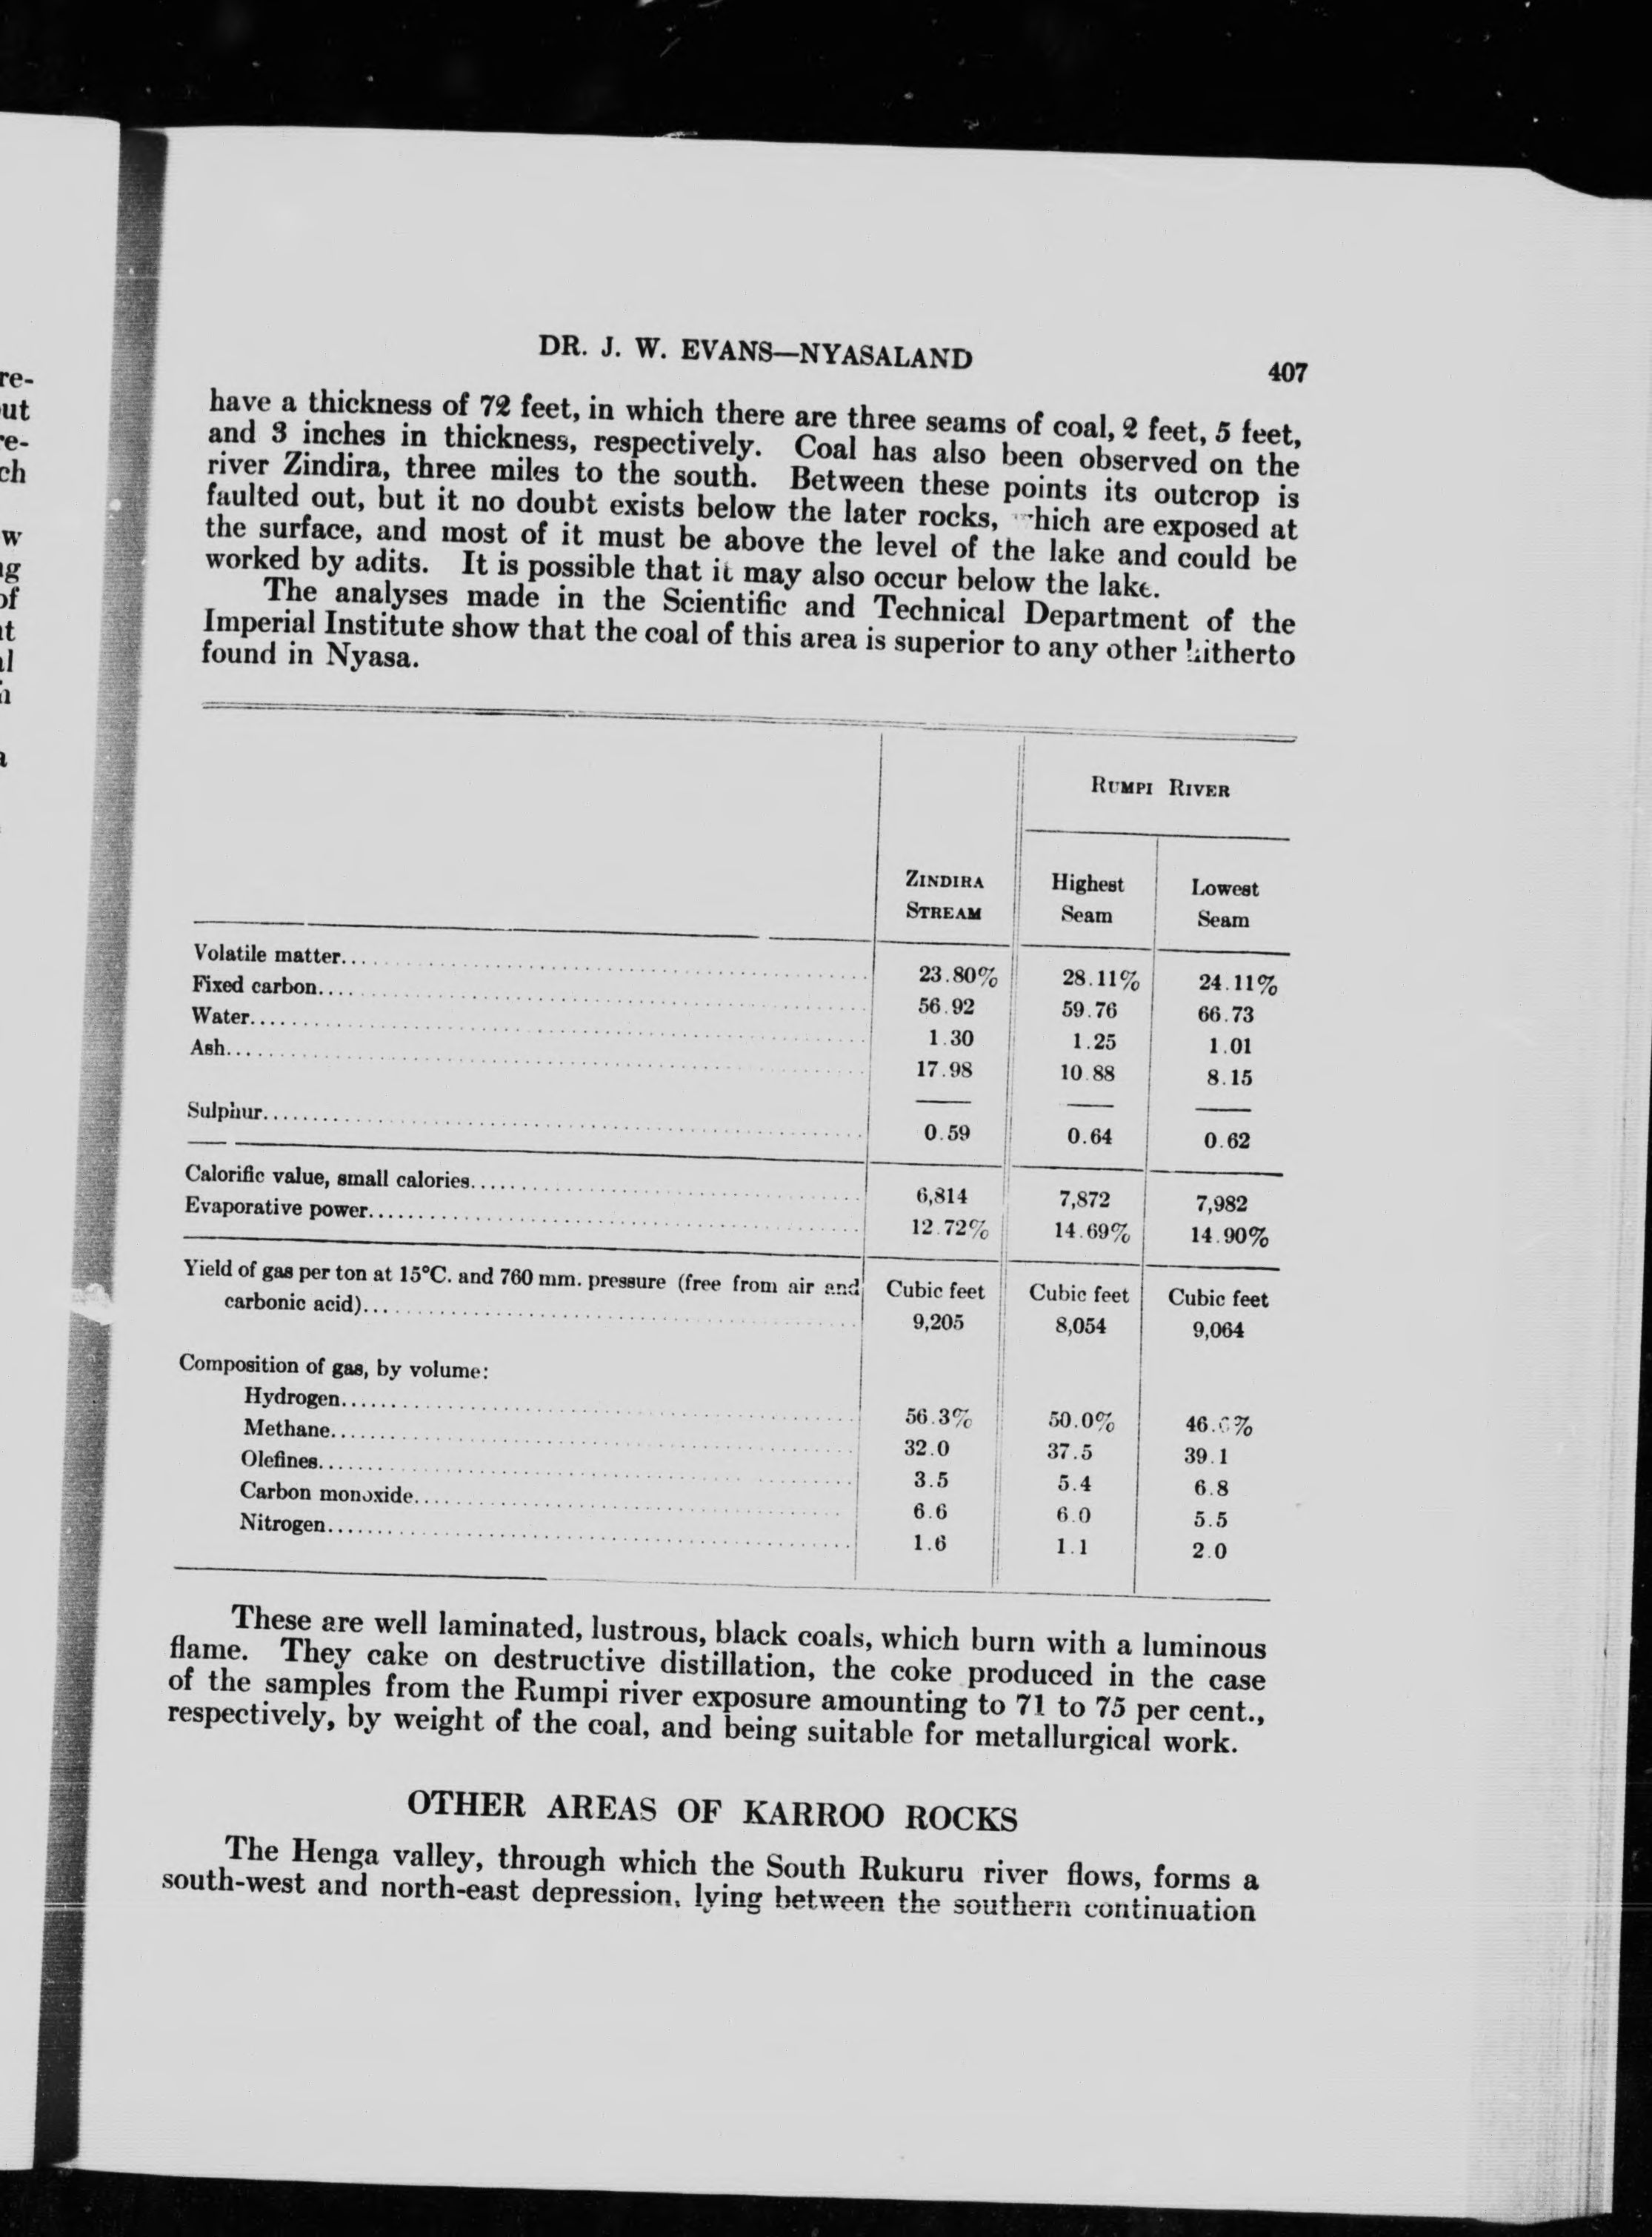 DR. J. W. EVANS—NYASALAND 407
have a thickness of 72 feet, in which there are three seams of coal, 2 feet, 5 feet,
and 3 inches in thickness, respectively. Coal has also been observed on the
river Zindira, three miles to the south. Between these points its outcrop is
faulted out, but it no doubt exists below the later rocks, which are exposed at
the surface, and most of it must be above the level of the lake and could be
worked by adits. It is possible that it may also occur below the lake.
The analyses made in the Scientific and Technical Department of the
Imperial Institute show that the coal of this area is superior to any other hitherto
found in Nyasa.
RUMPI RIVER
ZINDIRA STREAM Highest Seam Lowest Seam
Volatile matter... 23.80% 28.11% 24.11%
Fixed carbon... 56.92 59.76 66.73
Water... 1.30 1.25 1.01
Ash... 17.98 10.88 8.15
Sulphur... 0.59 0.64 0.62
Calorific value, small calories... 6,814 7,872 7,982
Evaporative power... 12.72% 14.69% 14.90%
Yield of gas per ton at 15°C. and 760 mm. pressure (free from air and Cubic feet Cubic feet Cubic feet
carbonic acid)... 9,205 8,054 9,064
Composition of gas, by volume:
Hydrogen... 56.3% 50.0%
Methane... 32.0 37.5 39.1
Olefines... 3.5 5.4 6.8
Carbon monoxide... 6.6 6.0 5.5
Nitrogen... 1.6 1.1 2.0
These are well laminated, lustrous, black coals, which burn with a luminous
flame. They cake on destructive distillation, the coke produced in the case
of the samples from the Rumpi river exposure amounting to 71 to 75 per cent.,
respectively, by weight of the coal, and being suitable for metallurgical work.
OTHER AREAS OF KARROO ROCKS
The Henga valley, through which the South Rukuru river flows, forms a
south-west and north-east depression, lying between the southern continuation